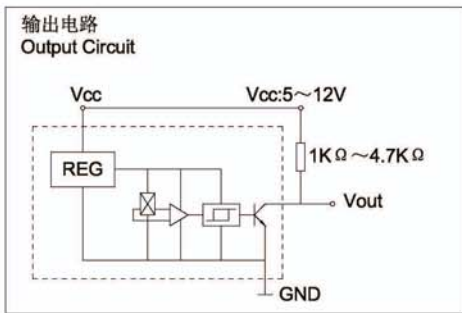 输出电路
Output Circuit
Vcc
Vcc:5～12V
REG
1KΩ～4.7KΩ
Vout
GND